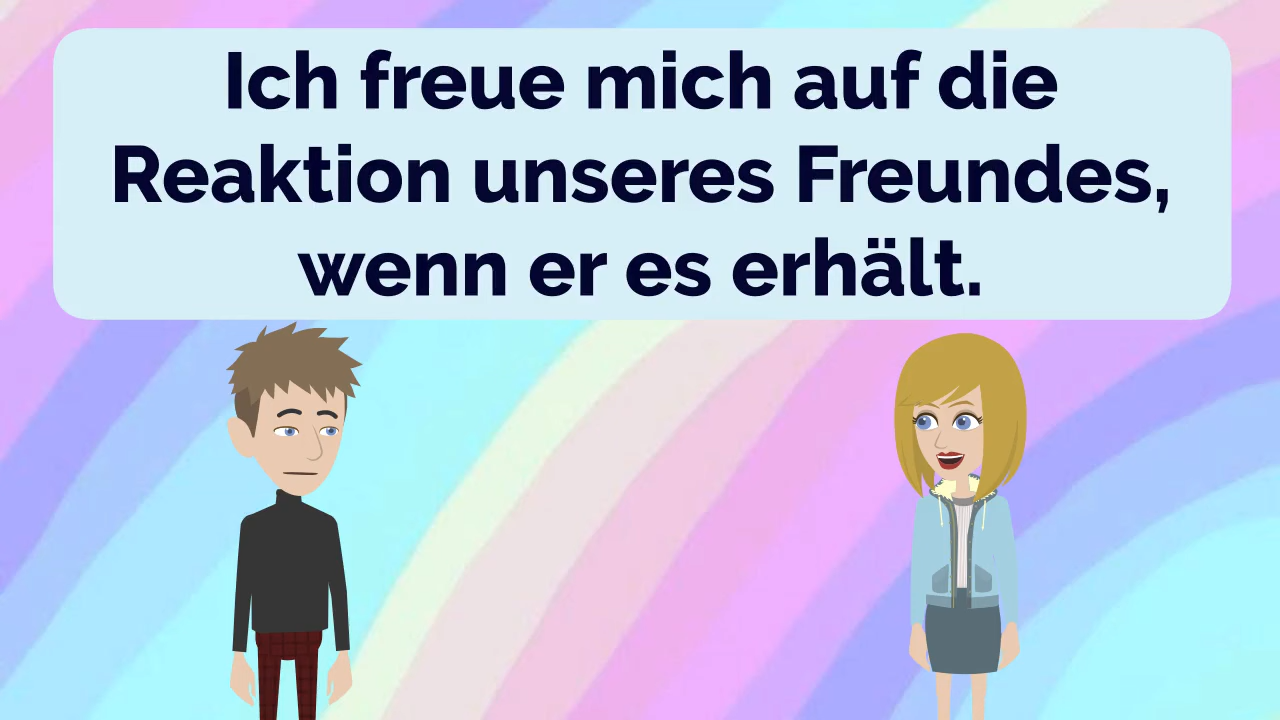 Ich freue mich auf die
Reaktion unseres Freundes,
wenn er es erhält.